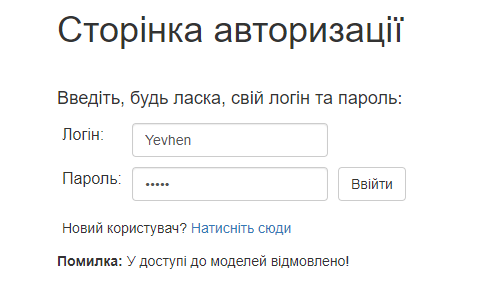 Сторінка авторизації
Введіть, будь ласка, свій логін та пароль:
Логін: Yevhen
Пароль: ••••• Ввійти
Новий користувач? Натисніть сюди
Помилка: У доступі до моделей відмовлено!